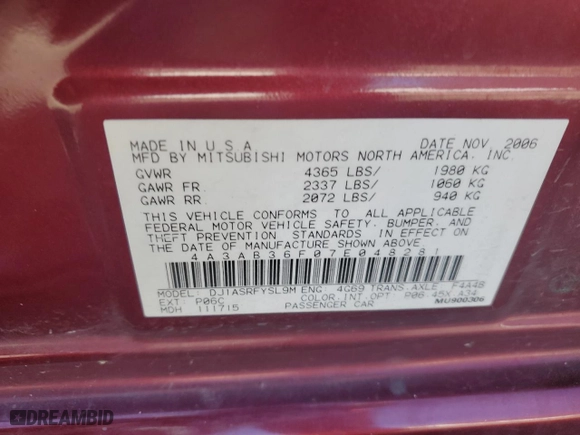 MADE IN U S A
DATE NOV. 2006
MFD BY MITSUBISHI MOTORS NORTH AMERICA, INC.
GVWR 4365 LBS/ 1980 KG
GAWR FR. 2337 LBS/ 1060 KG
GAWR RR. 2072 LBS/ 940 KG
THIS VEHICLE CONFORMS TO ALL APPLICABLE
FEDERAL MOTOR VEHICLE SAFETY, BUMPER, AND
THEFT PREVENTION STANDARDS IN EFFECT ON
THE DATE OF MANUFACTURE SHOWN ABOVE
4A3AB36F07E048281
MODEL DJ1ASRFYSL9M ENG: 4G69 TRANS.AXLE F4A4B
EXT: P06C COLOR.INT.OPT P06 45X A34
MDH 111715 PASSENGER CAR MU900306
© DREAMBID